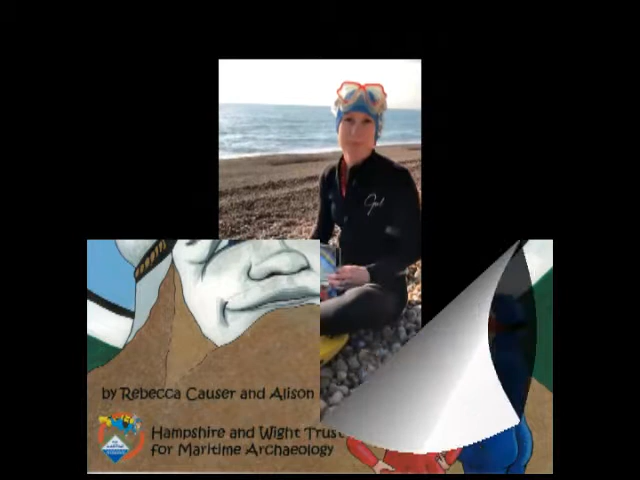 by Rebecca Causer and Alison
Hampshire and Wight Trust
for Maritime Archaeology